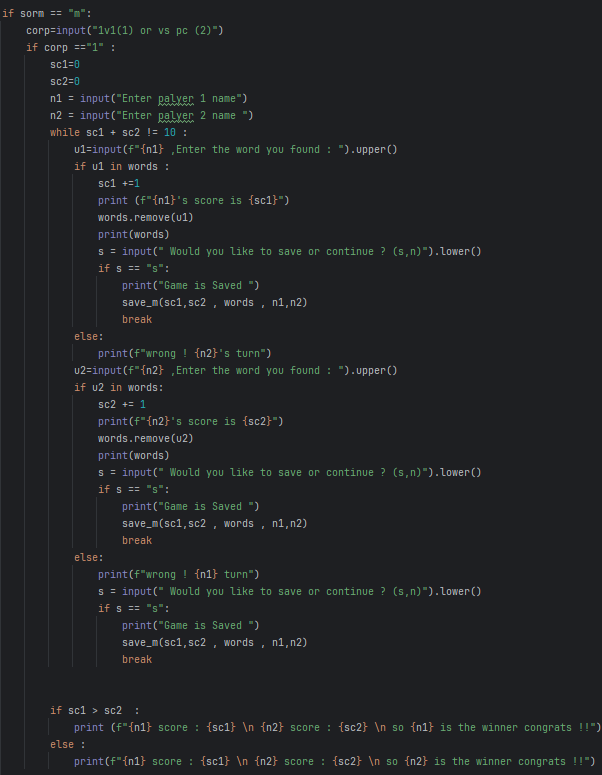 if sorm == "m":
    corp=input("1v1(1) or vs pc (2)")
    if corp =="1" :
        sc1=0
        sc2=0
        n1 = input("Enter palyer 1 name")
        n2 = input("Enter palyer 2 name ")
        while sc1 + sc2 != 10 :
            u1=input(f"{n1} ,Enter the word you found : ").upper()
            if u1 in words :
                sc1 +=1
                print (f"{n1}'s score is {sc1}")
                words.remove(u1)
                print(words)
                s = input(" Would you like to save or continue ? (s,n)").lower()
                if s == "s":
                    print("Game is Saved ")
                    save_m(sc1,sc2 , words , n1,n2)
                    break
            else:
                print(f"wrong ! {n2}'s turn")
            u2=input(f"{n2} ,Enter the word you found : ").upper()
            if u2 in words:
                sc2 += 1
                print(f"{n2}'s score is {sc2}")
                words.remove(u2)
                print(words)
                s = input(" Would you like to save or continue ? (s,n)").lower()
                if s == "s":
                    print("Game is Saved ")
                    save_m(sc1,sc2 , words , n1,n2)
                    break
            else:
                print(f"wrong ! {n1} turn")
                s = input(" Would you like to save or continue ? (s,n)").lower()
                if s == "s":
                    print("Game is Saved ")
                    save_m(sc1,sc2 , words , n1,n2)
                    break
        if sc1 > sc2  :
            print (f"{n1} score : {sc1} \n {n2} score : {sc2} \n so {n1} is the winner congrats !!")
        else :
            print(f"{n1} score : {sc1} \n {n2} score : {sc2} \n so {n2} is the winner congrats !!")